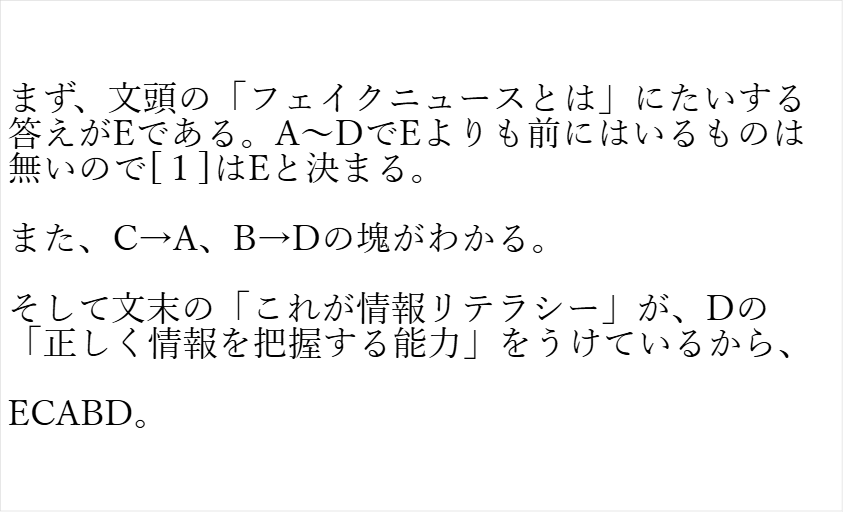 まず、文頭の「フェイクニュースとは」にたいする
答えがEである。A～DでEよりも前にはいるものは
無いので[１]はEと決まる。
また、C→A、B→Dの塊がわかる。
そして文末の「これが情報リテラシー」が、Dの
「正しく情報を把握する能力」をうけているから、
ECABD。